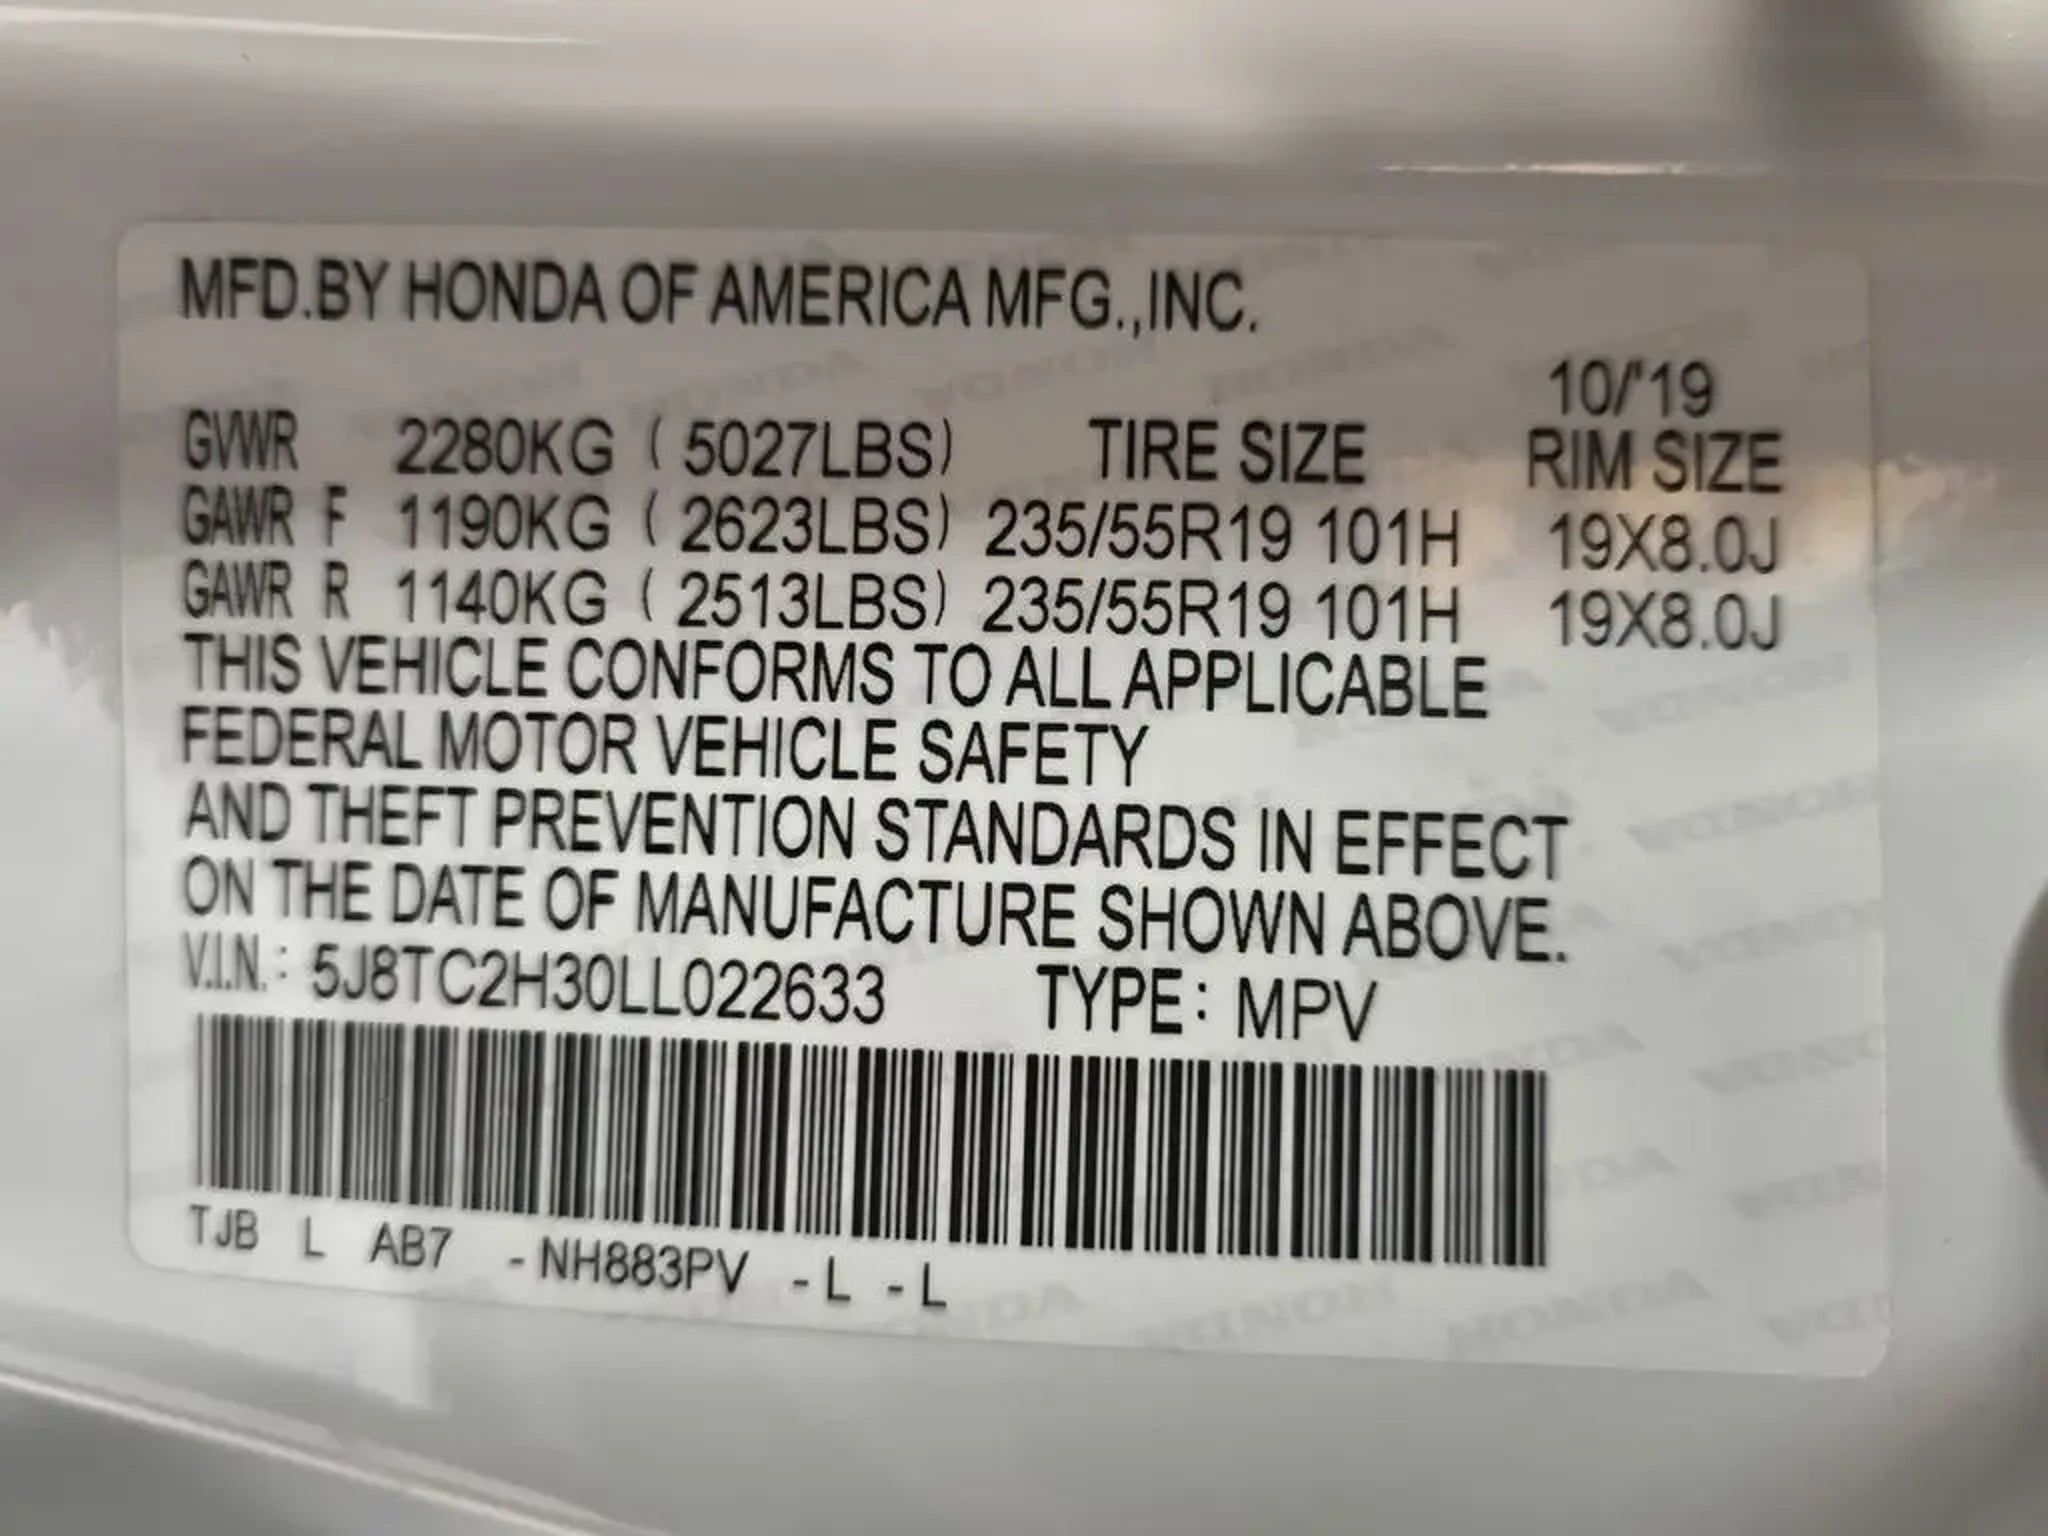 MFD.BY HONDA OF AMERICA MFG.,INC.
10/'19
GVWR 2280KG ( 5027LBS) TIRE SIZE RIM SIZE
GAWR F 1190KG ( 2623LBS) 235/55R19 101H 19X8.0J
GAWR R 1140KG ( 2513LBS) 235/55R19 101H 19X8.0J
THIS VEHICLE CONFORMS TO ALL APPLICABLE
FEDERAL MOTOR VEHICLE SAFETY
AND THEFT PREVENTION STANDARDS IN EFFECT
ON THE DATE OF MANUFACTURE SHOWN ABOVE.
V.I.N.: 5J8TC2H30LL022633 TYPE: MPV
TJB L AB7 -NH883PV -L -L